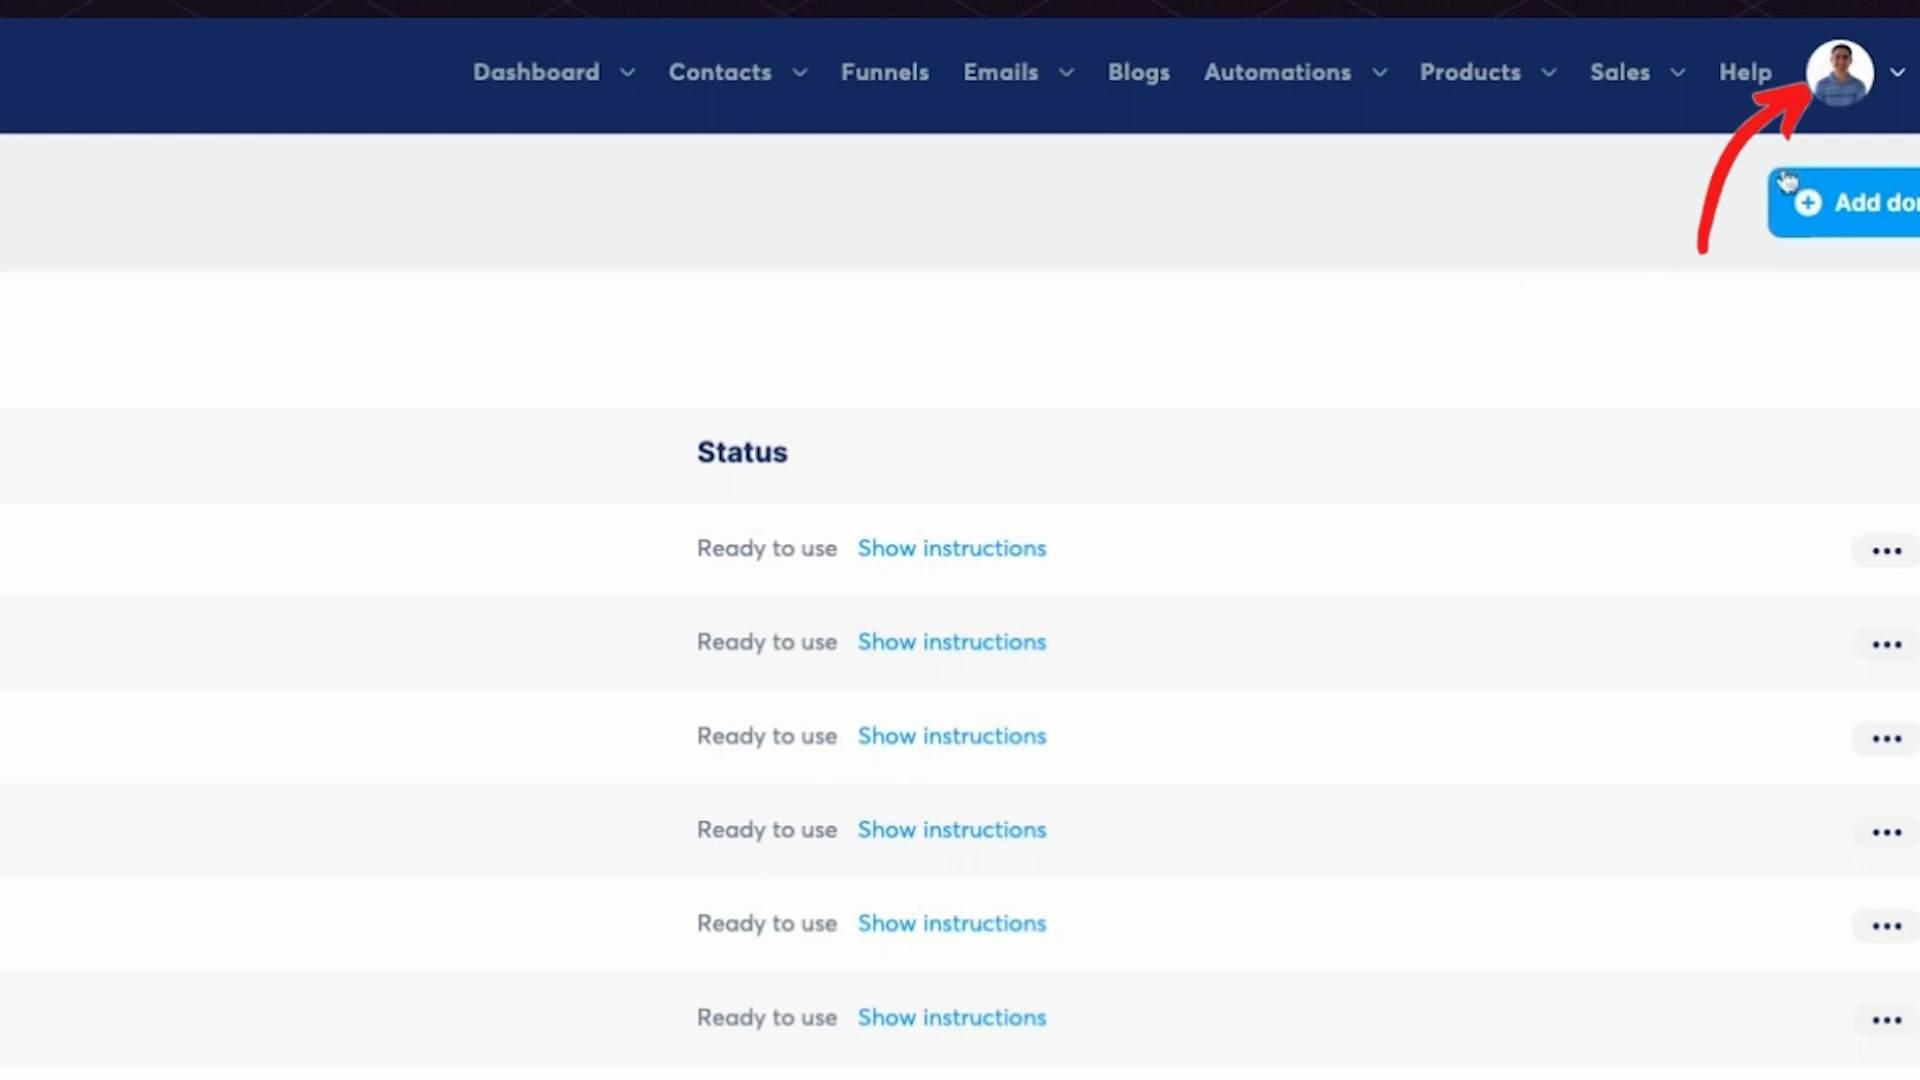 Dashboard Contacts Funnels Emails Blogs Automations Products Sales Help
Add
Status
Ready to use Show instructions
Ready to use Show instructions
Ready to use Show instructions
Ready to use Show instructions
Ready to use Show instructions
Ready to use Show instructions